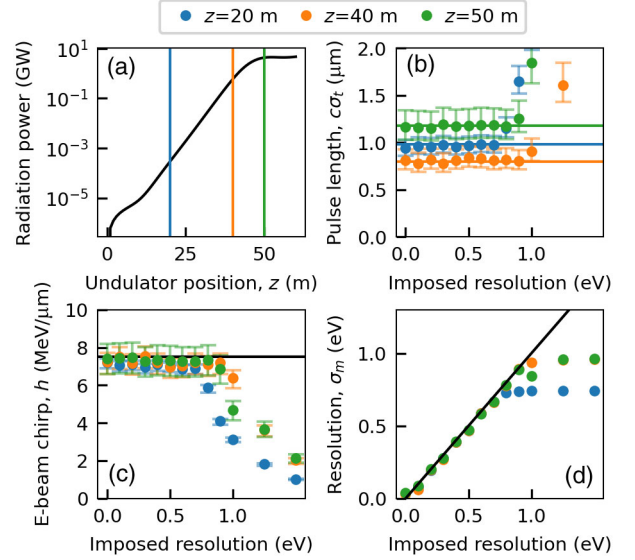 z=20 m z=40 m z=50 m
(a)
Radiation power (GW)
10¹
10⁻¹
10⁻³
10⁻⁵
0 25 50
Undulator position, z (m)
(b)
Pulse length, cσₜ (μm)
2.0
1.5
1.0
0.5
0.0
0.0 0.5 1.0
Imposed resolution (eV)
(c)
E-beam chirp, h (MeV/μm)
10
8
6
4
2
0
0.0 0.5 1.0
Imposed resolution (eV)
(d)
Resolution, σₘ (eV)
1.0
0.5
0.0
0.0 0.5 1.0
Imposed resolution (eV)